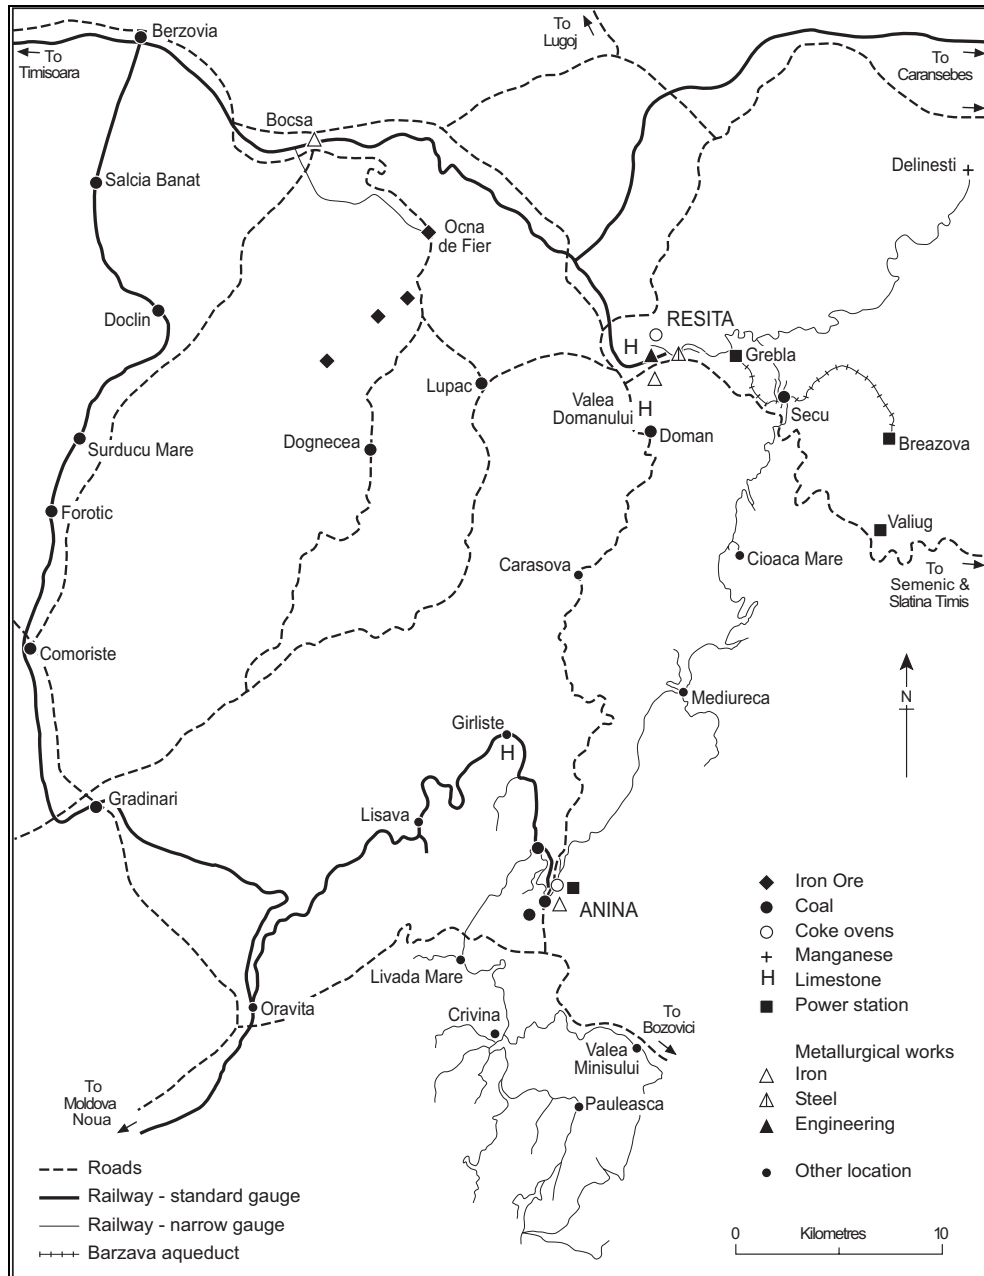 Berzovia
To
Lugoj
To
Timisoara
To
Caransebes
Bocsa
Delinesti
Salcia Banat
Ocna
de Fier
Doclin
RESITA
H
Grebla
Lupac
Valea
Domanului
H
Secu
Doman
Surducu Mare
Dognecea
Breazova
Forotic
Valiug
Carasova
Cioaca Mare
To
Semenic &
Slatina Timis
Comoriste
Mediureca
N
Girliste
H
Gradinari
Lisava
ANINA
Livada Mare
Oravita
Crivina
To
Bozovici
Valea
Minisului
To
Moldova
Noua
Pauleasca
Iron Ore
Coal
Coke ovens
Manganese
H Limestone
Power station
Metallurgical works
Iron
Steel
Engineering
Other location
Roads
Railway - standard gauge
Railway - narrow gauge
Barzava aqueduct
0 Kilometres 10